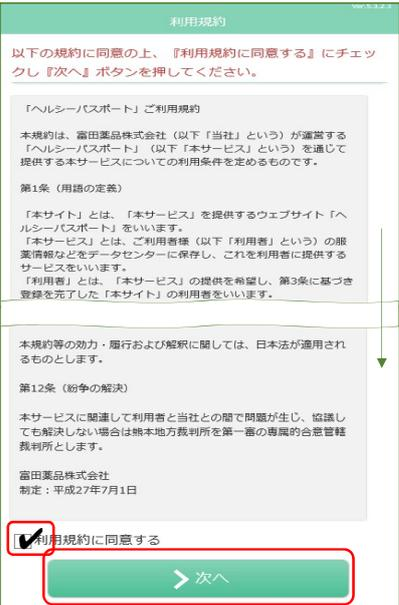 Ver.5.3.2.3
利用規約
以下の規約に同意の上、『利用規約に同意する』にチェッ
クし『次へ』ボタンを押してください。
「ヘルシーパスポート」ご利用規約
本規約は、富田薬品株式会社（以下「当社」という）が運営する
「ヘルシーパスポート」（以下「本サービス」という）を通じて
提供する本サービスについての利用条件を定めるものです。
第1条（用語の定義）
「本サイト」とは、「本サービス」を提供するウェブサイト「ヘ
ルシーパスポート」をいいます。
「本サービス」とは、ご利用者様（以下「利用者」という）の服
薬情報などをデータセンターに保存し、これを利用者に提供する
サービスをいいます。
「利用者」とは、「本サービス」の提供を希望し、第3条に基づき
登録を完了した「本サイト」の利用者をいいます。
本規約等の効力・履行および解釈に関しては、日本法が適用され
るものとします。
第12条（紛争の解決）
本サービスに関連して利用者と当社との間で問題が生じ、協議し
ても解決しない場合は熊本地方裁判所を第一審の専属的合意管轄
裁判所とします。
富田薬品株式会社
制定：平成27年7月1日
利用規約に同意する
次へ